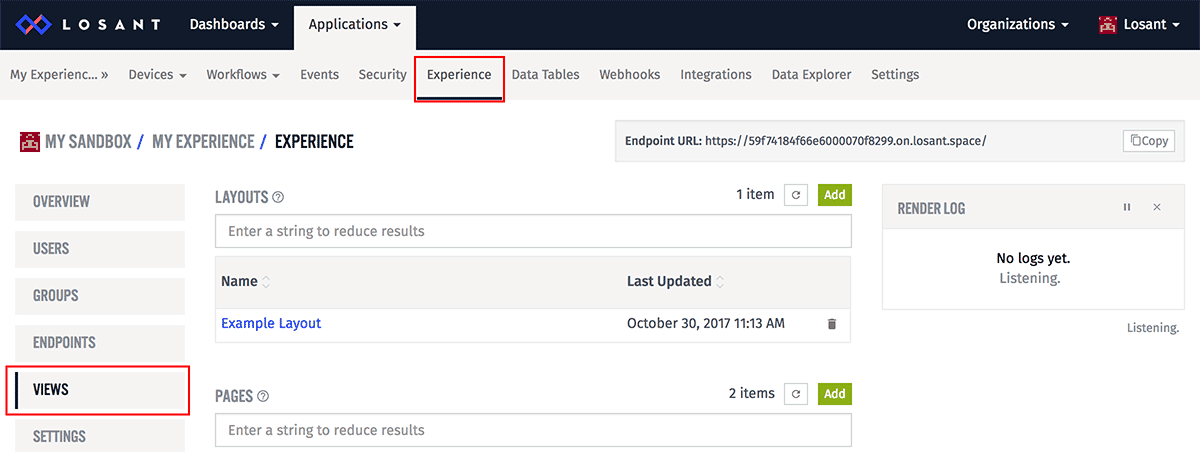 LOSANT Dashboards Applications Organizations Losant
My Experienc... » Devices Workflows Events Security Experience Data Tables Webhooks Integrations Data Explorer Settings
MY SANDBOX / MY EXPERIENCE / EXPERIENCE
Endpoint URL: https://59f74184f66e6000070f8299.on.losant.space/ Copy
OVERVIEW
USERS
GROUPS
ENDPOINTS
VIEWS
SETTINGS
LAYOUTS ? 1 item Add
Enter a string to reduce results
Name Last Updated
Example Layout October 30, 2017 11:13 AM
PAGES ? 2 items Add
Enter a string to reduce results
RENDER LOG
No logs yet.
Listening.
Listening.